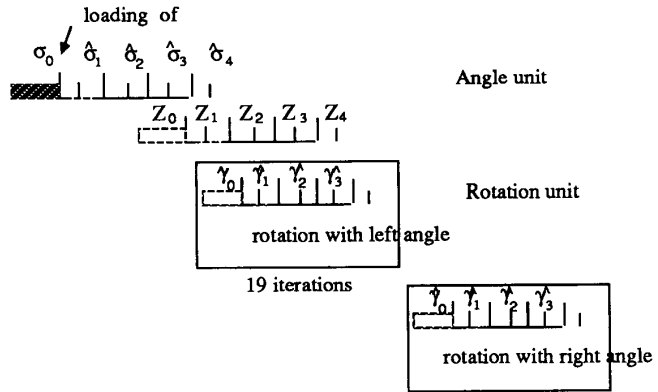 loading of
σ₀ σ̂₁ σ̂₂ σ̂₃ σ̂₄
Angle unit
Z₀ Z₁ Z₂ Z₃ Z₄
γ̂₀ γ̂₁ γ̂₂ γ̂₃
Rotation unit
rotation with left angle
19 iterations
γ̂₀ γ̂₁ γ̂₂ γ̂₃
rotation with right angle